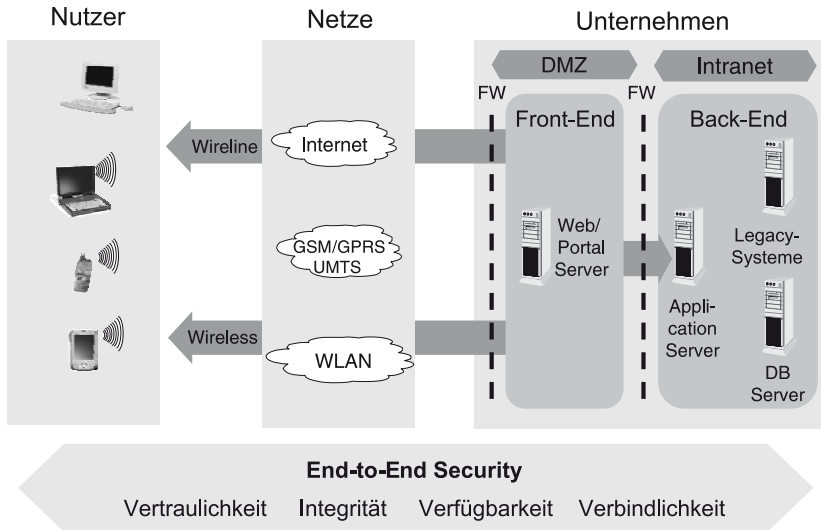 Nutzer
Netze
Unternehmen
DMZ
Intranet
FW
FW
Front-End
Back-End
Wireline
Internet
GSM/GPRS
UMTS
Web/
Portal
Server
Legacy-
Systeme
Appli-
cation
Server
Wireless
WLAN
DB
Server
End-to-End Security
Vertraulichkeit Integrität Verfügbarkeit Verbindlichkeit